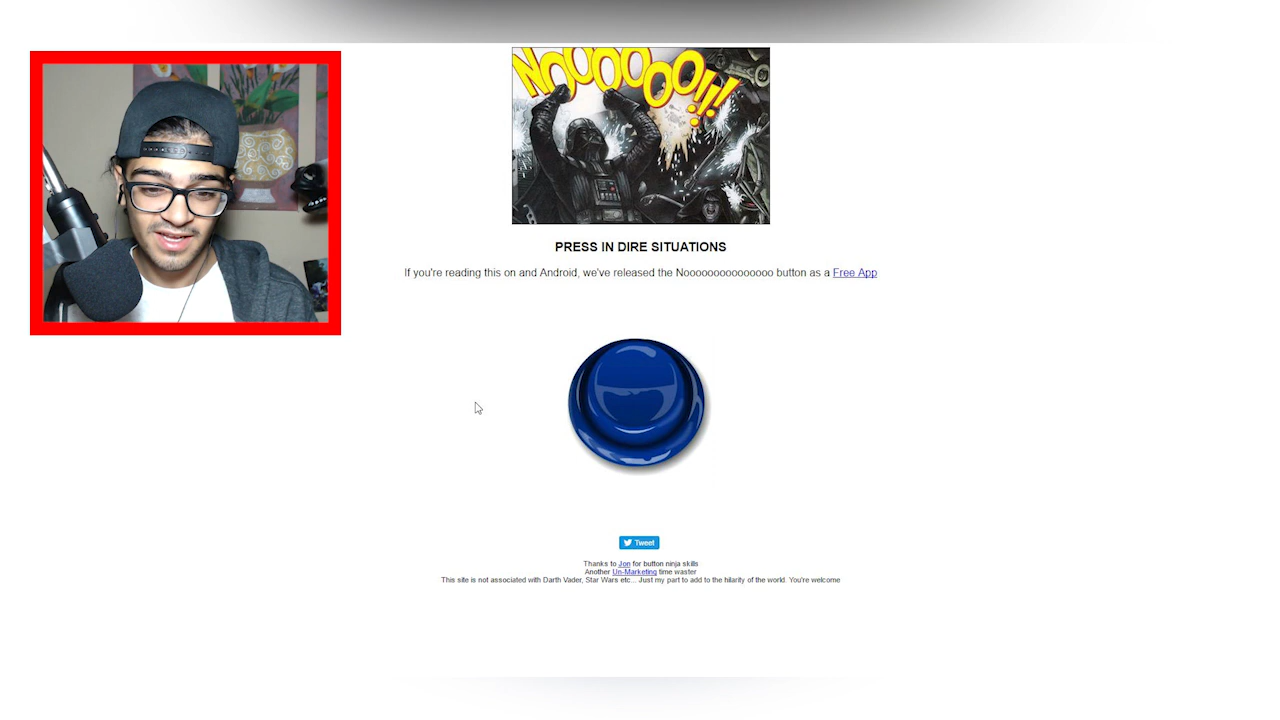 NOOOOOO!!!
PRESS IN DIRE SITUATIONS
If you're reading this on and Android, we've released the Nooooooooooooooo button as a Free App
Tweet
Thanks to Jon for button ninja skills
Another Un-Marketing time waster
This site is not associated with Darth Vader, Star Wars etc... Just my part to add to the hilarity of the world. You're welcome